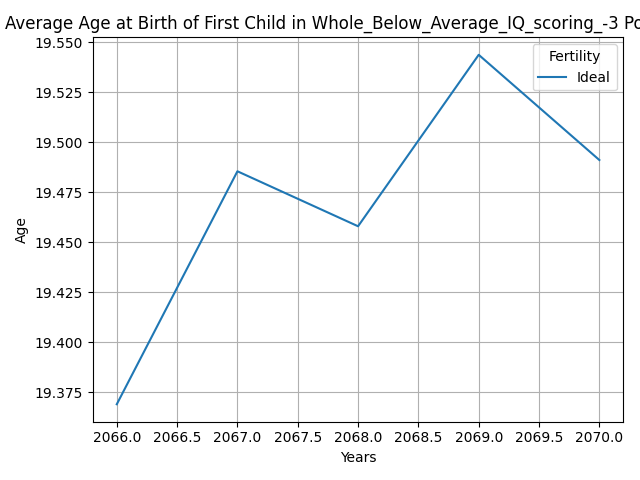 Average Age at Birth of First Child in Whole_Below_Average_IQ_scoring_-3 Po
19.550
19.525
19.500
19.475
19.450
19.425
19.400
19.375
Age
Fertility
Ideal
2066.0 2066.5 2067.0 2067.5 2068.0 2068.5 2069.0 2069.5 2070.0
Years